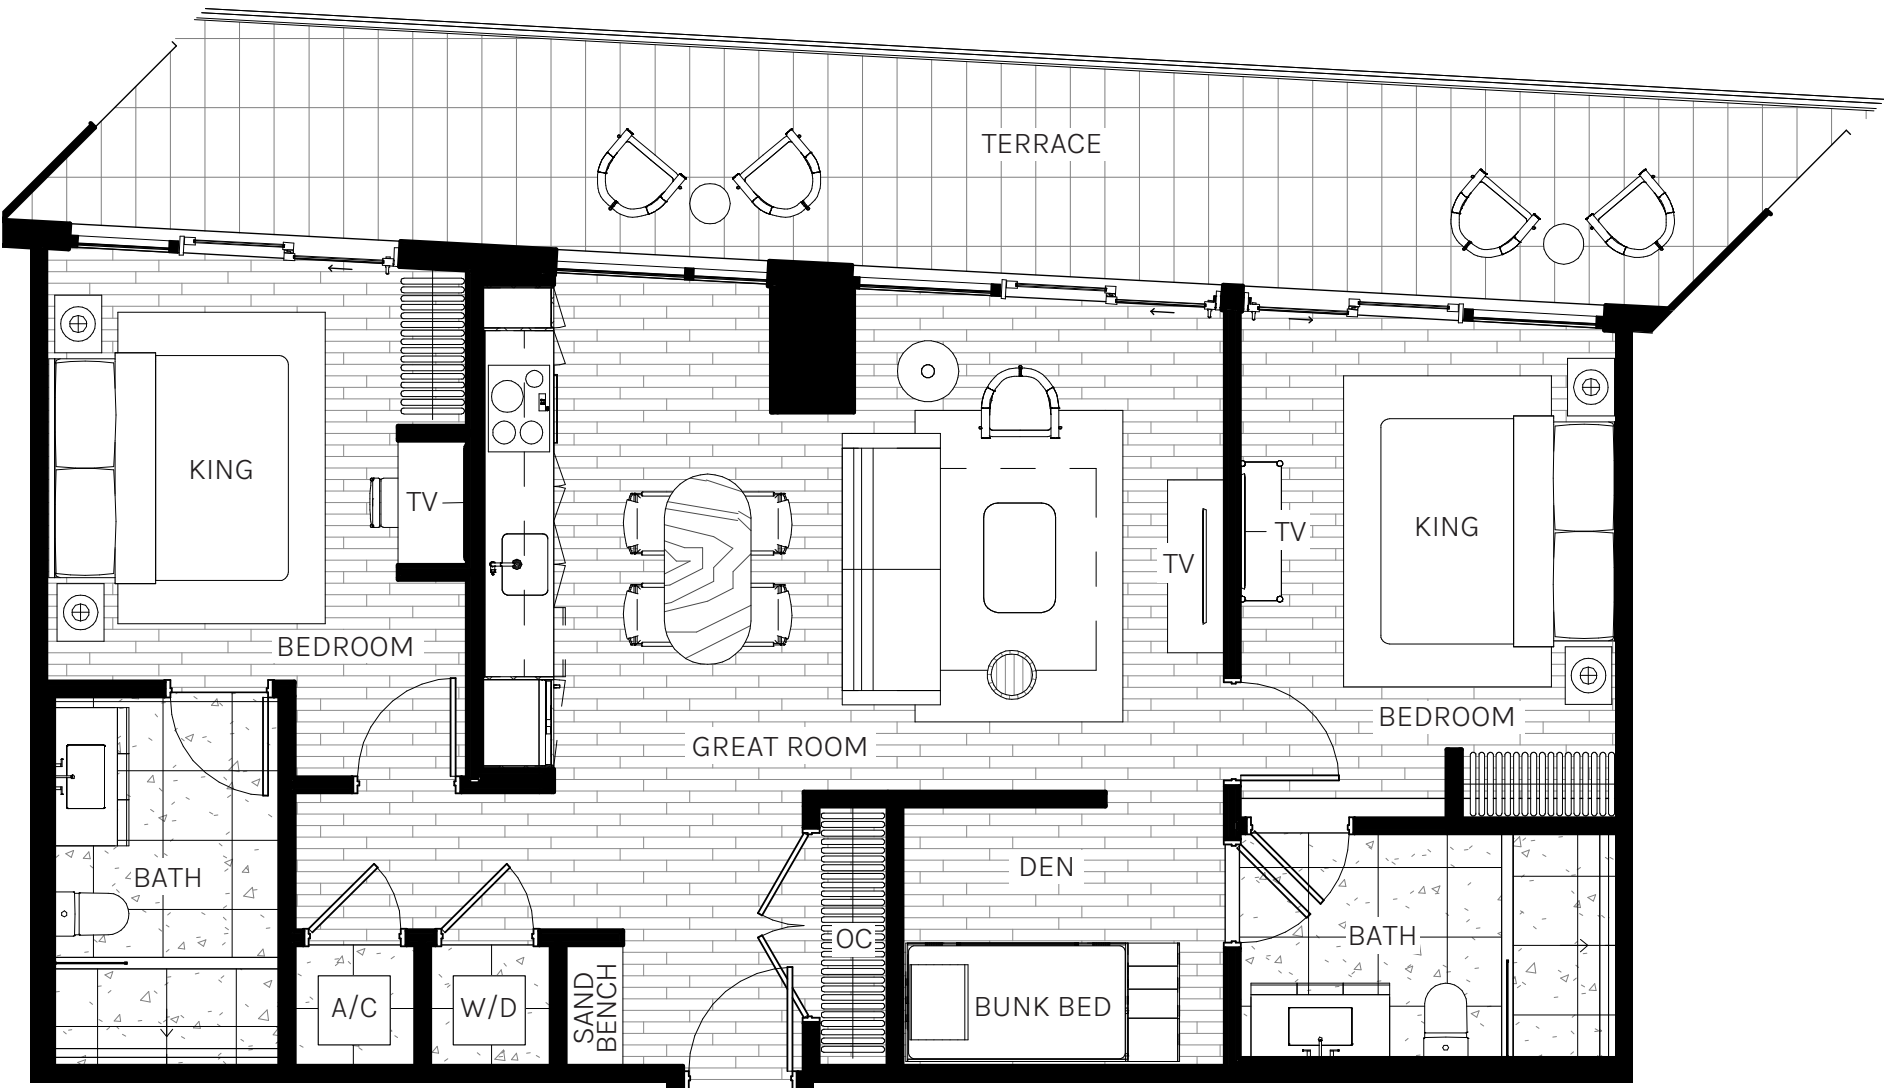 TERRACE
KING
TV
KING
TV
TV
BEDROOM
BEDROOM
GREAT ROOM
BATH
DEN
OC
BATH
A/C
W/D
SAND
BENCH
BUNK BED